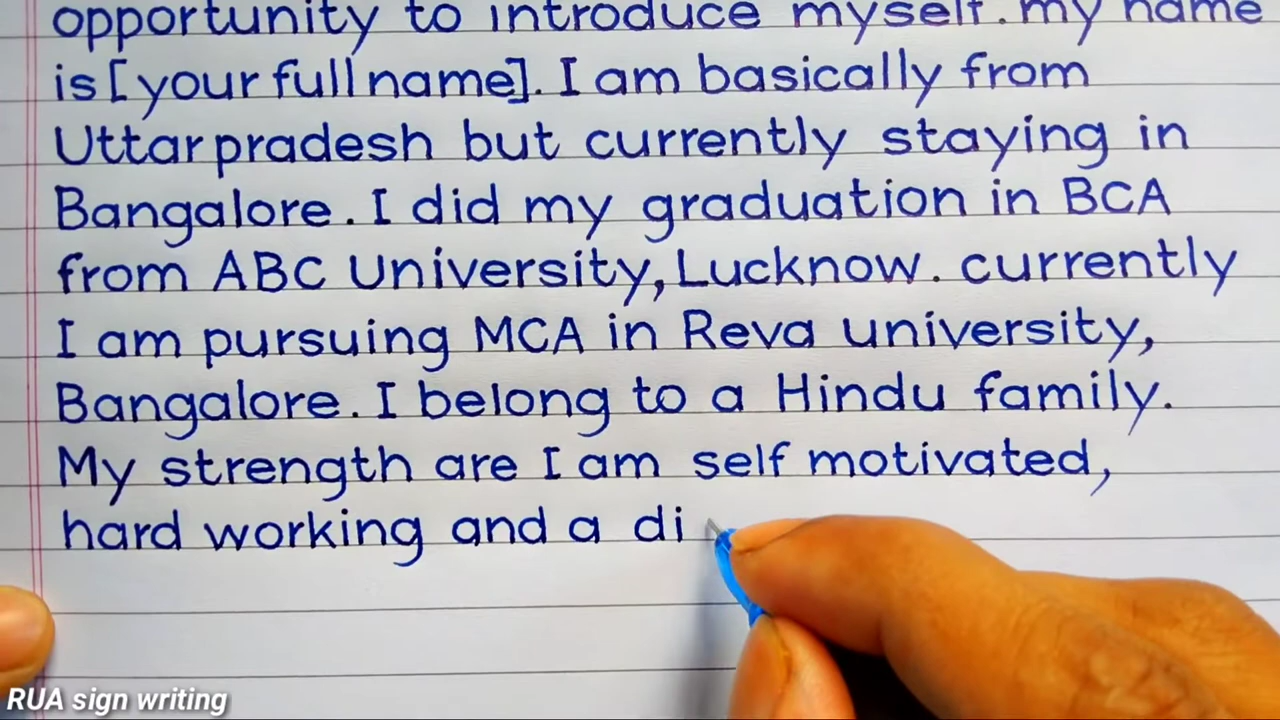 opportunity to introduce myself. my name
is [your full name]. I am basically from
Uttar pradesh but currently staying in
Bangalore. I did my graduation in BCA
from ABC University, Lucknow. currently
I am pursuing MCA in Reva university,
Bangalore. I belong to a Hindu family.
My strength are I am self motivated,
hard working and a di
RUA sign writing